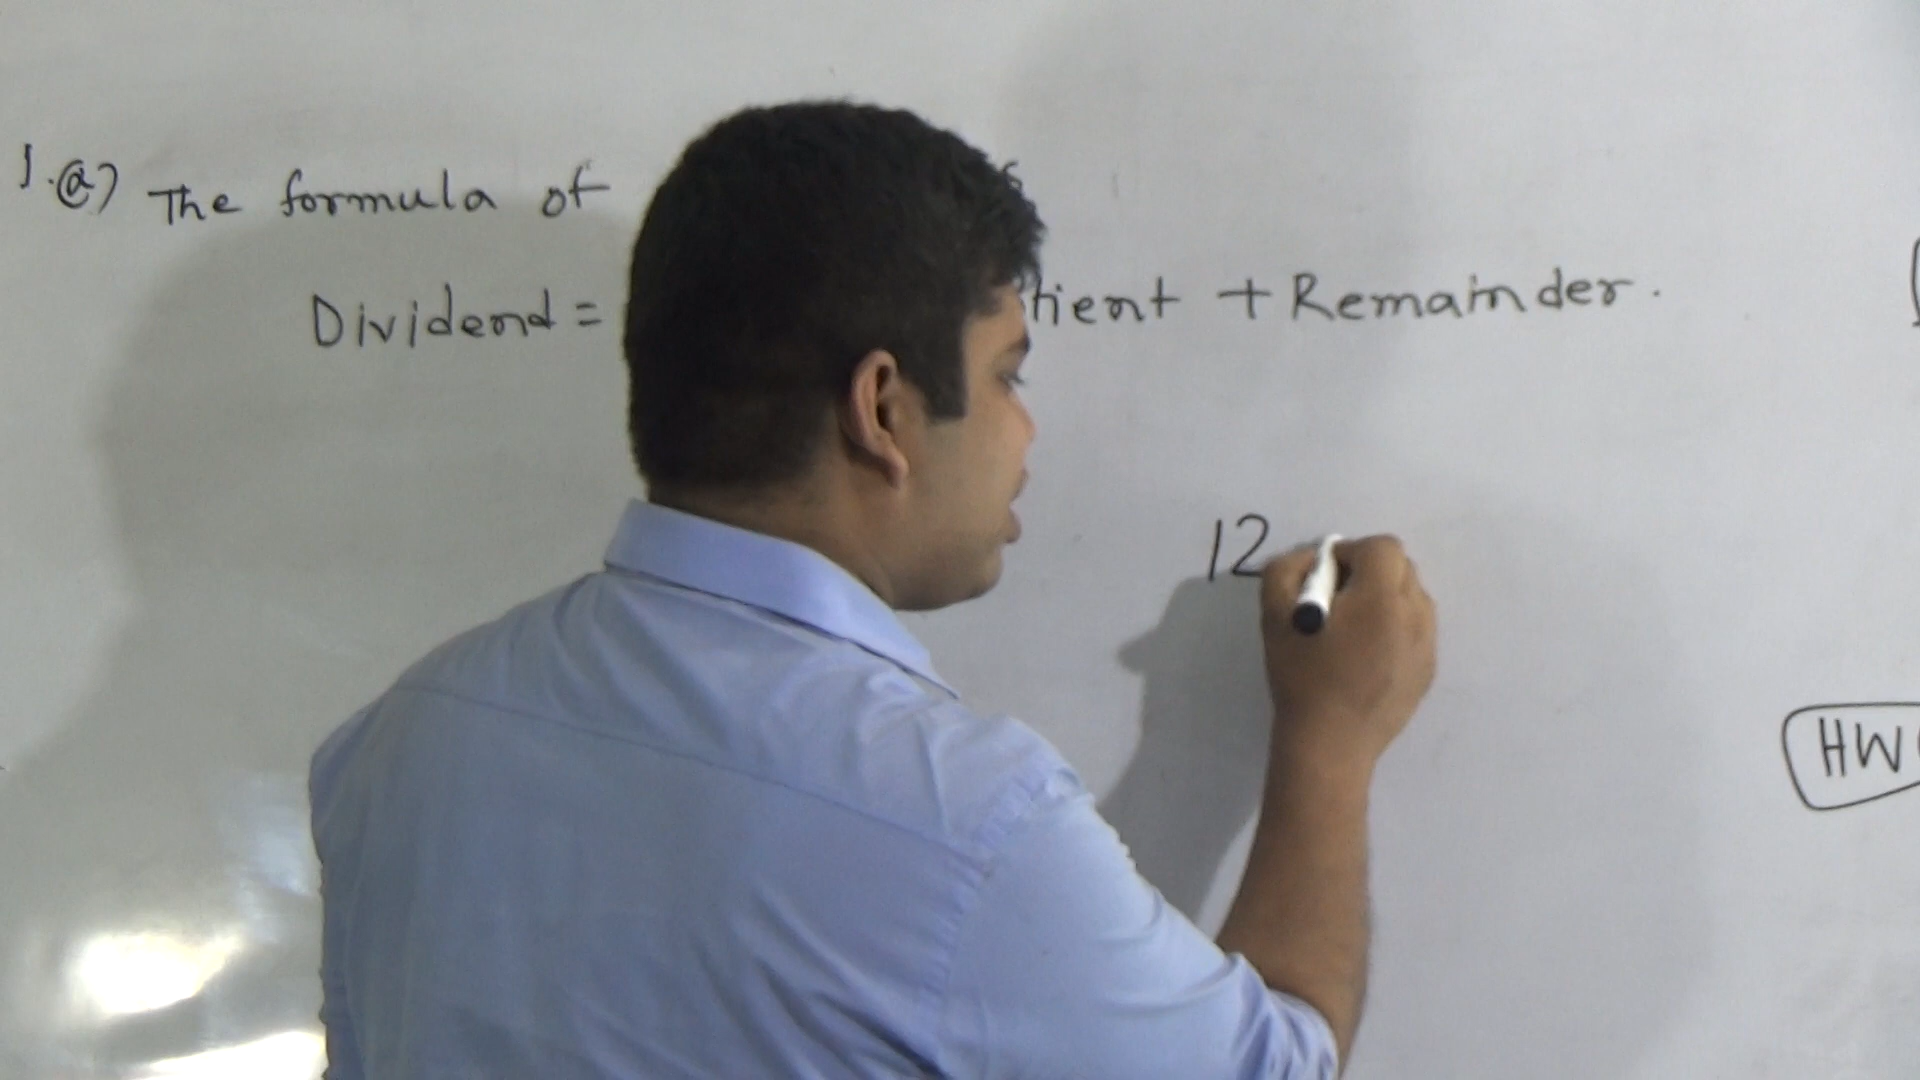 1.(a) The formula of
Dividend = tient + Remainder.
12
HW